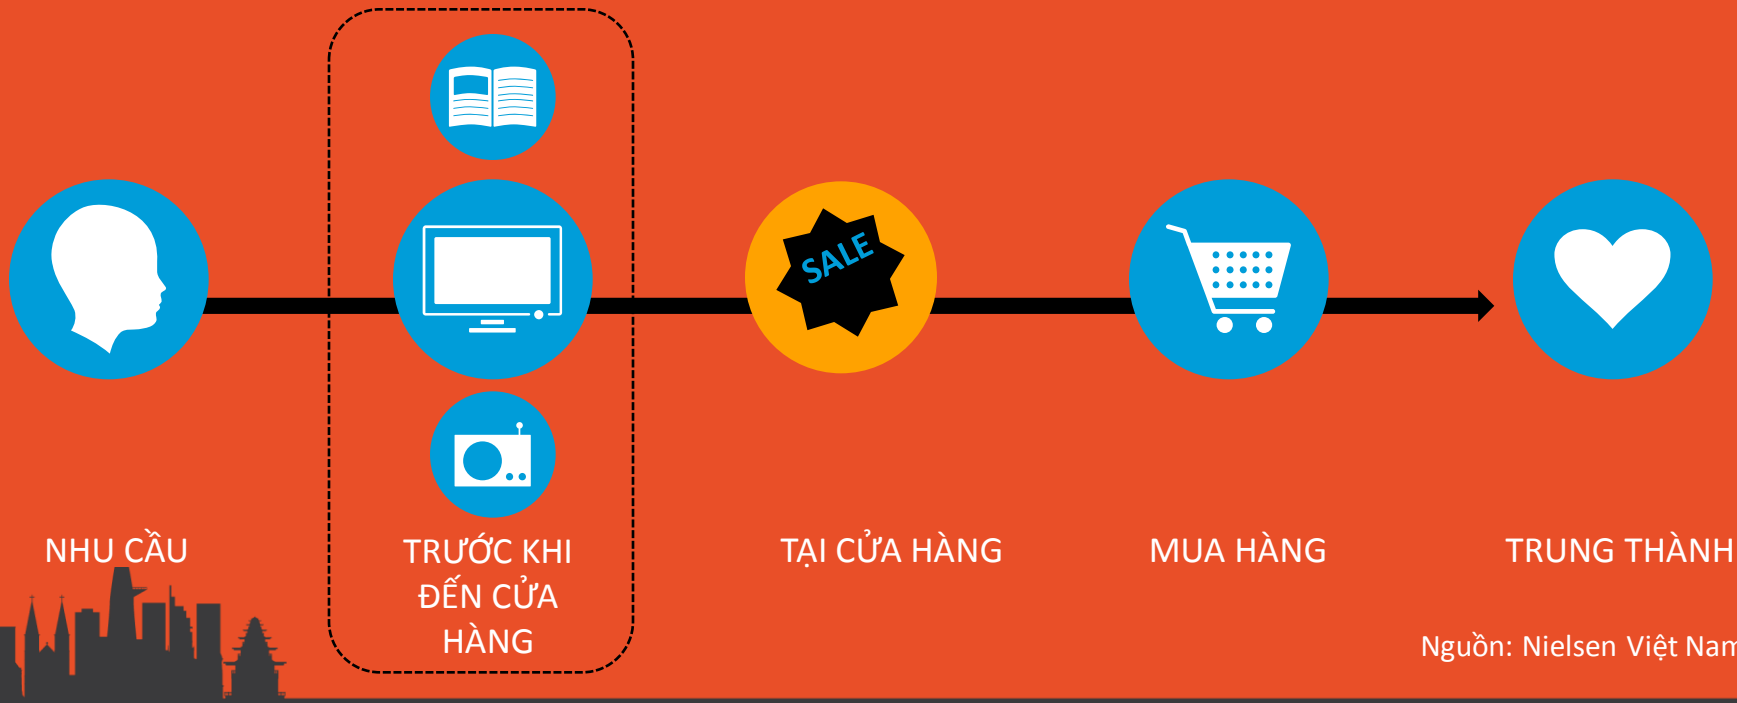 SALE
NHU CẦU
TRƯỚC KHI
ĐẾN CỬA
HÀNG
TẠI CỬA HÀNG
MUA HÀNG
TRUNG THÀNH
Nguồn: Nielsen Việt Nam